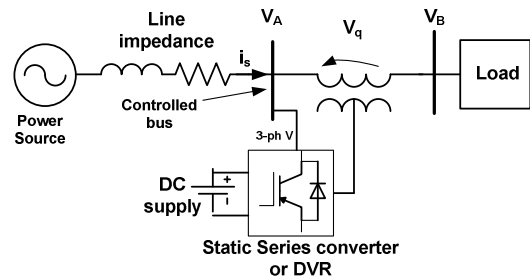 Line
impedance
V_A
V_q
V_B
i_s
Load
Controlled
bus
Power
Source
3-ph V
DC
supply
+
-
Static Series converter
or DVR